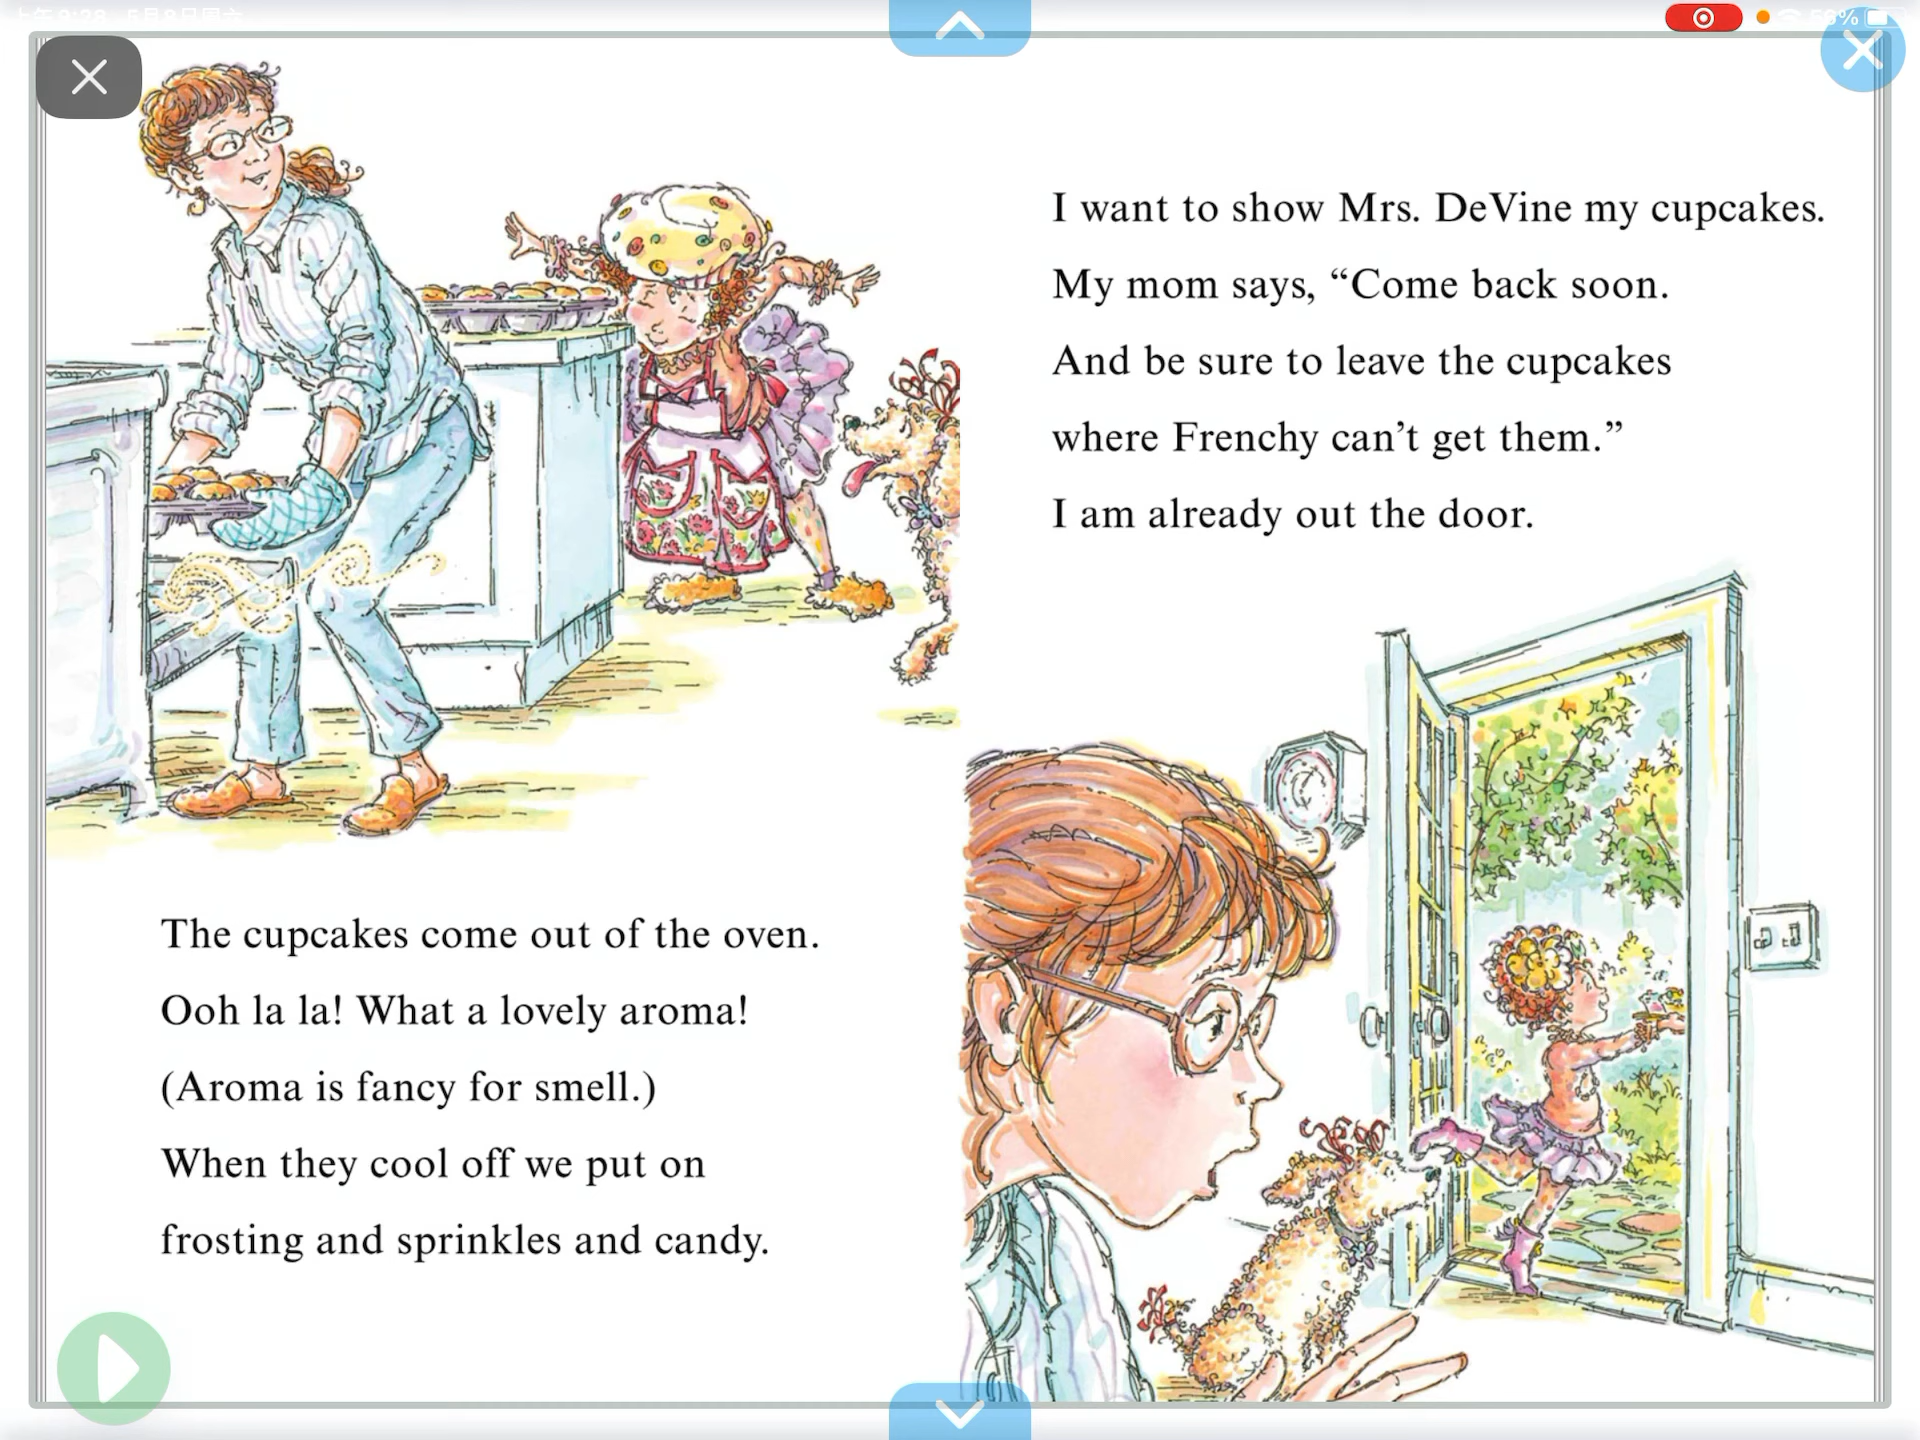 The cupcakes come out of the oven.
Ooh la la! What a lovely aroma!
(Aroma is fancy for smell.)
When they cool off we put on
frosting and sprinkles and candy.
I want to show Mrs. DeVine my cupcakes.
My mom says, “Come back soon.
And be sure to leave the cupcakes
where Frenchy can’t get them.”
I am already out the door.